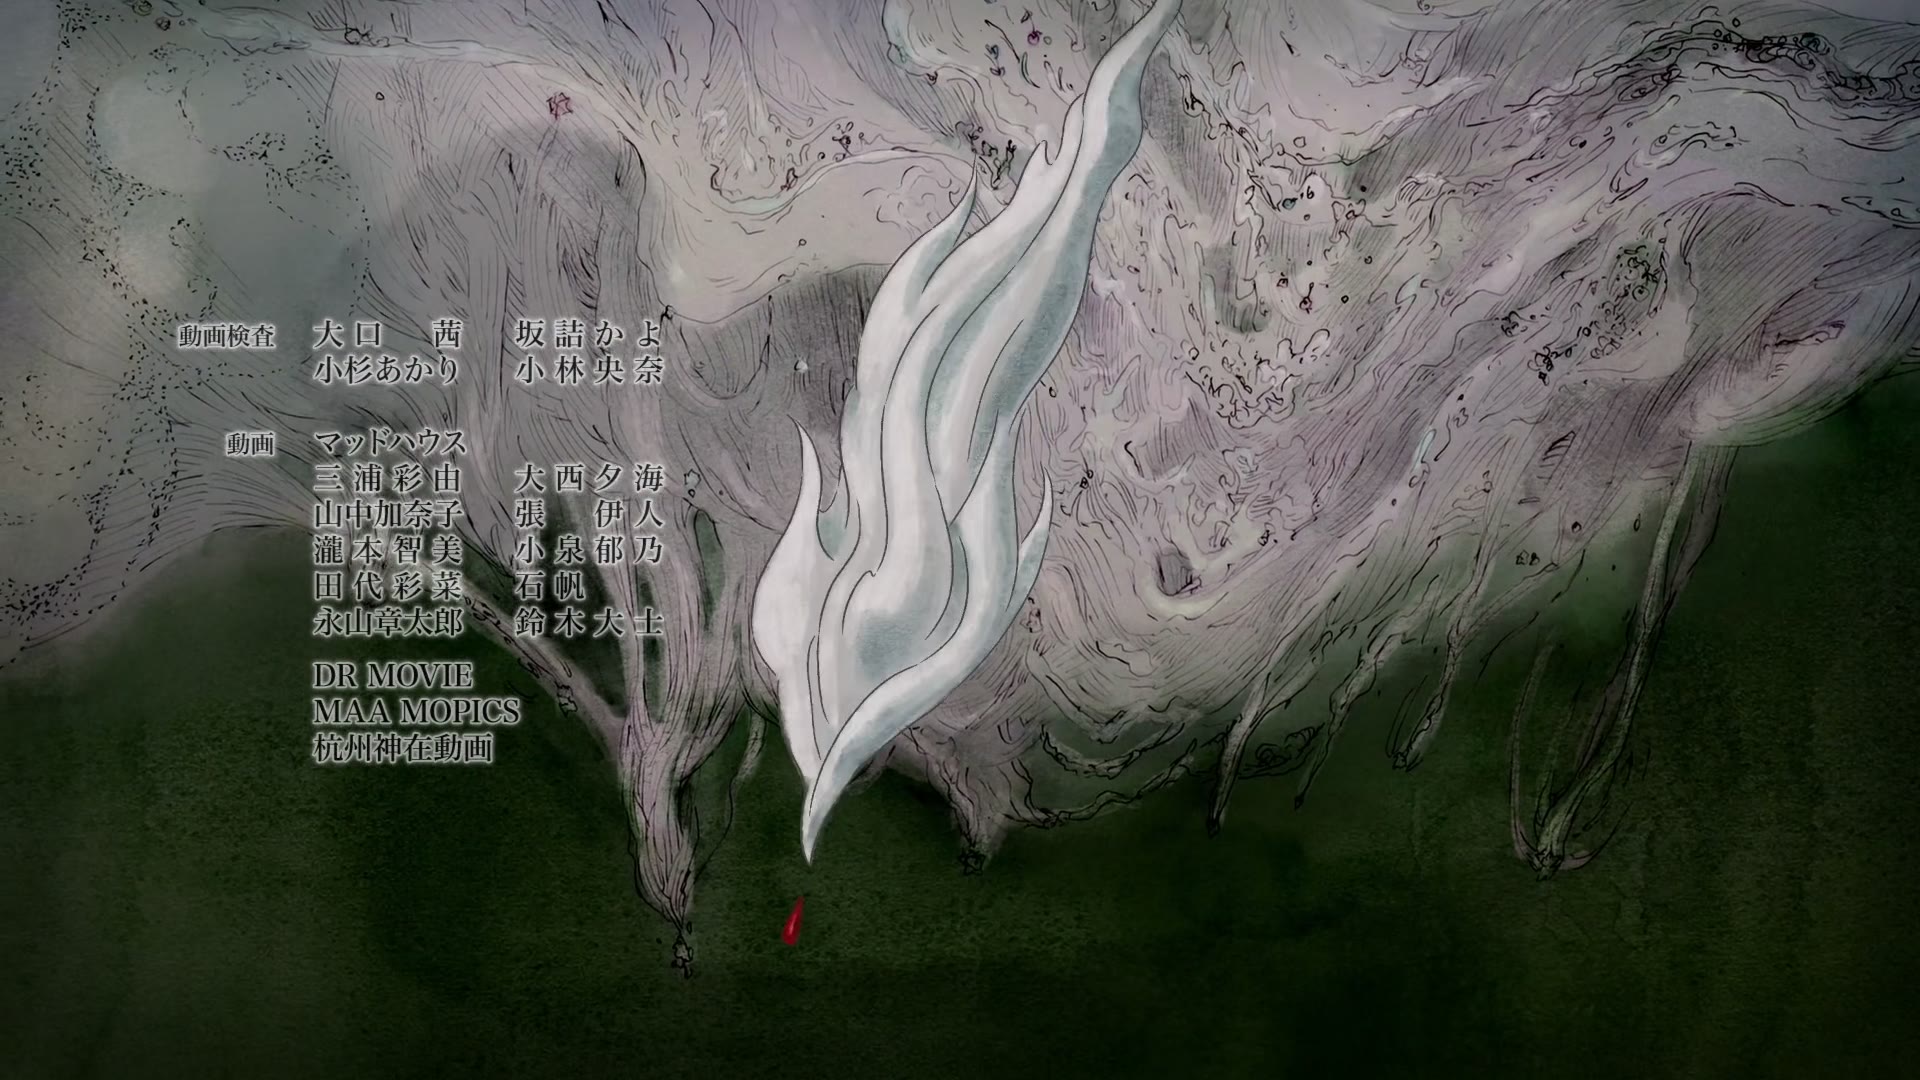 動画検査 大口 茜 坂詰かよ
小杉あかり 小林央奈
動画 マッドハウス
三浦彩由 大西夕海
山中加奈子 張 伊人
瀧本智美 小泉郁乃
田代彩菜 石帆
永山章太郎 鈴木大士
DR MOVIE
MAA MOPICS
杭州神在動画